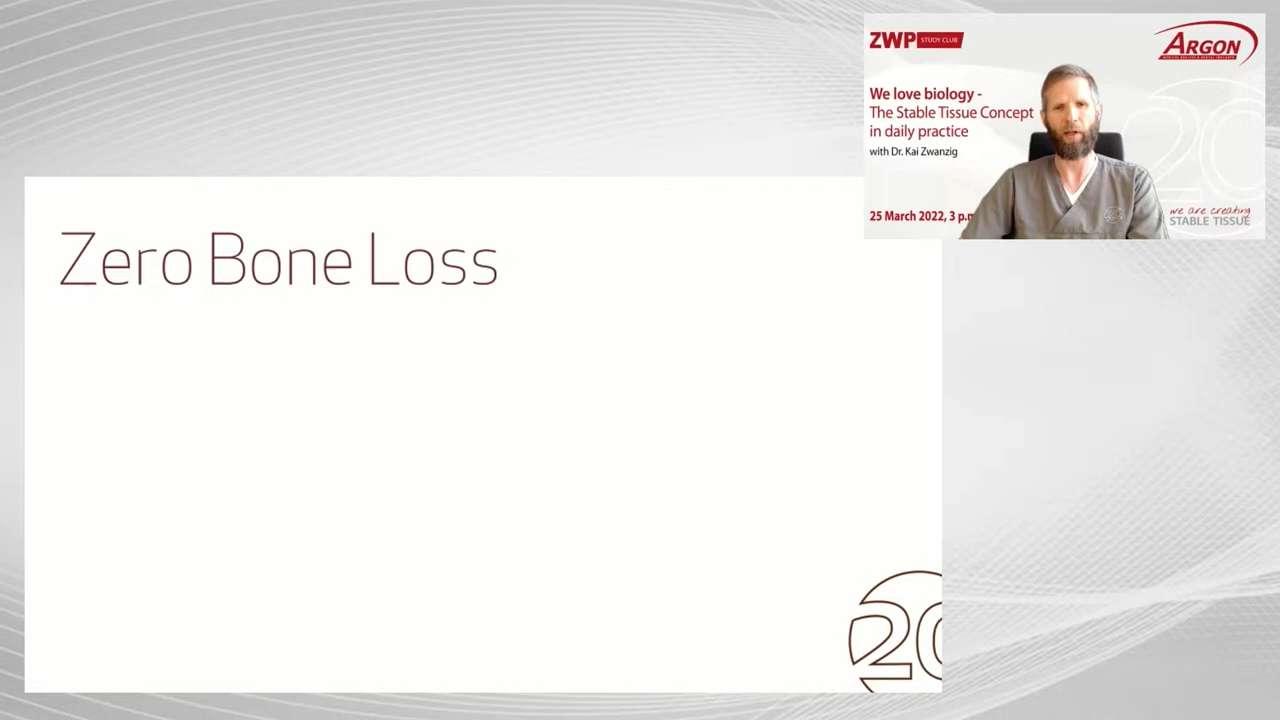 ZWP STUDY CLUB
ARGON
We love biology -
The Stable Tissue Concept
in daily practice
with Dr. Kai Zwanzig
25 March 2022, 3 p.m
20
we are creating
STABLE TISSUE
Zero Bone Loss
20